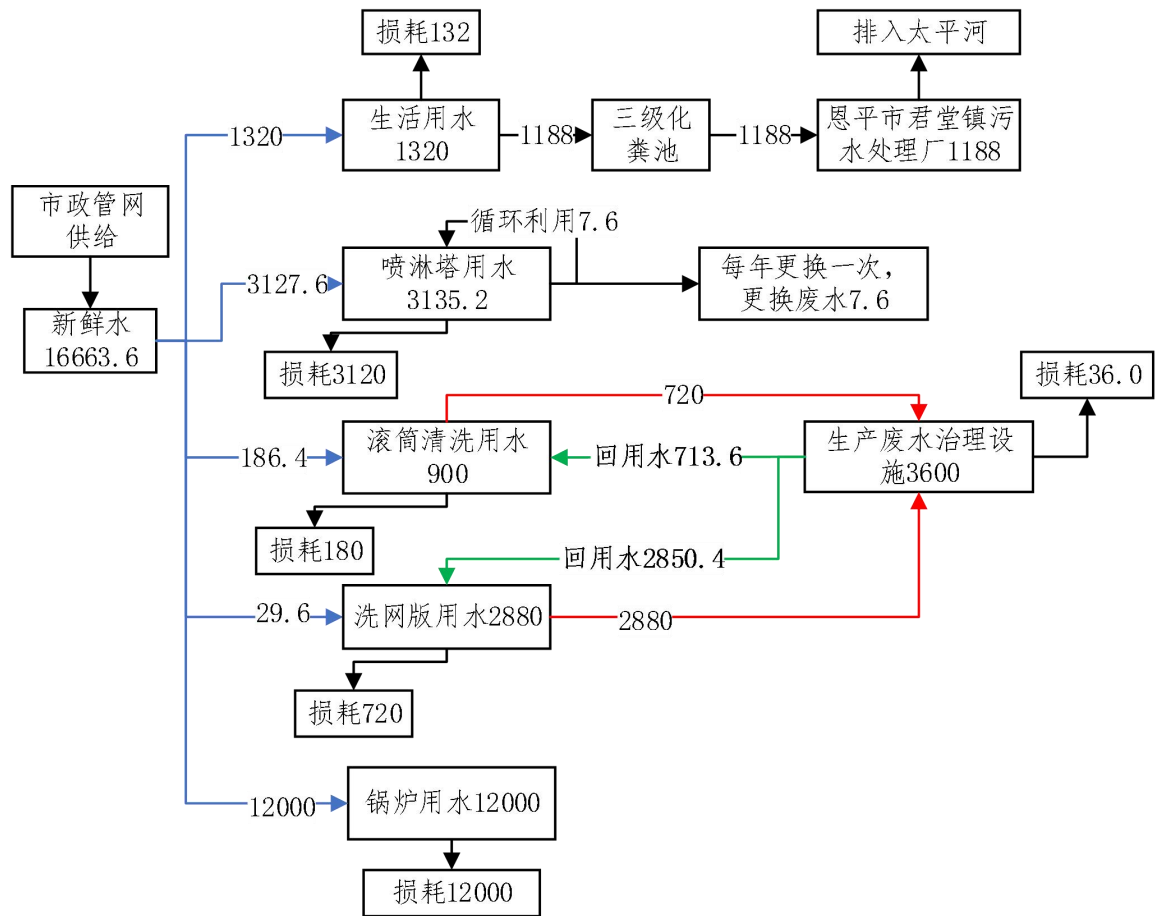 损耗132
排入太平河
1320
生活用水
1320
1188
三级化
粪池
1188
恩平市君堂镇污
水处理厂1188
市政管网
供给
循环利用7.6
3127.6
喷淋塔用水
3135.2
每年更换一次，
更换废水7.6
新鲜水
16663.6
损耗3120
损耗36.0
720
186.4
滚筒清洗用水
900
回用水713.6
生产废水治理设
施3600
损耗180
回用水2850.4
29.6
洗网版用水2880
2880
损耗720
12000
锅炉用水12000
损耗12000